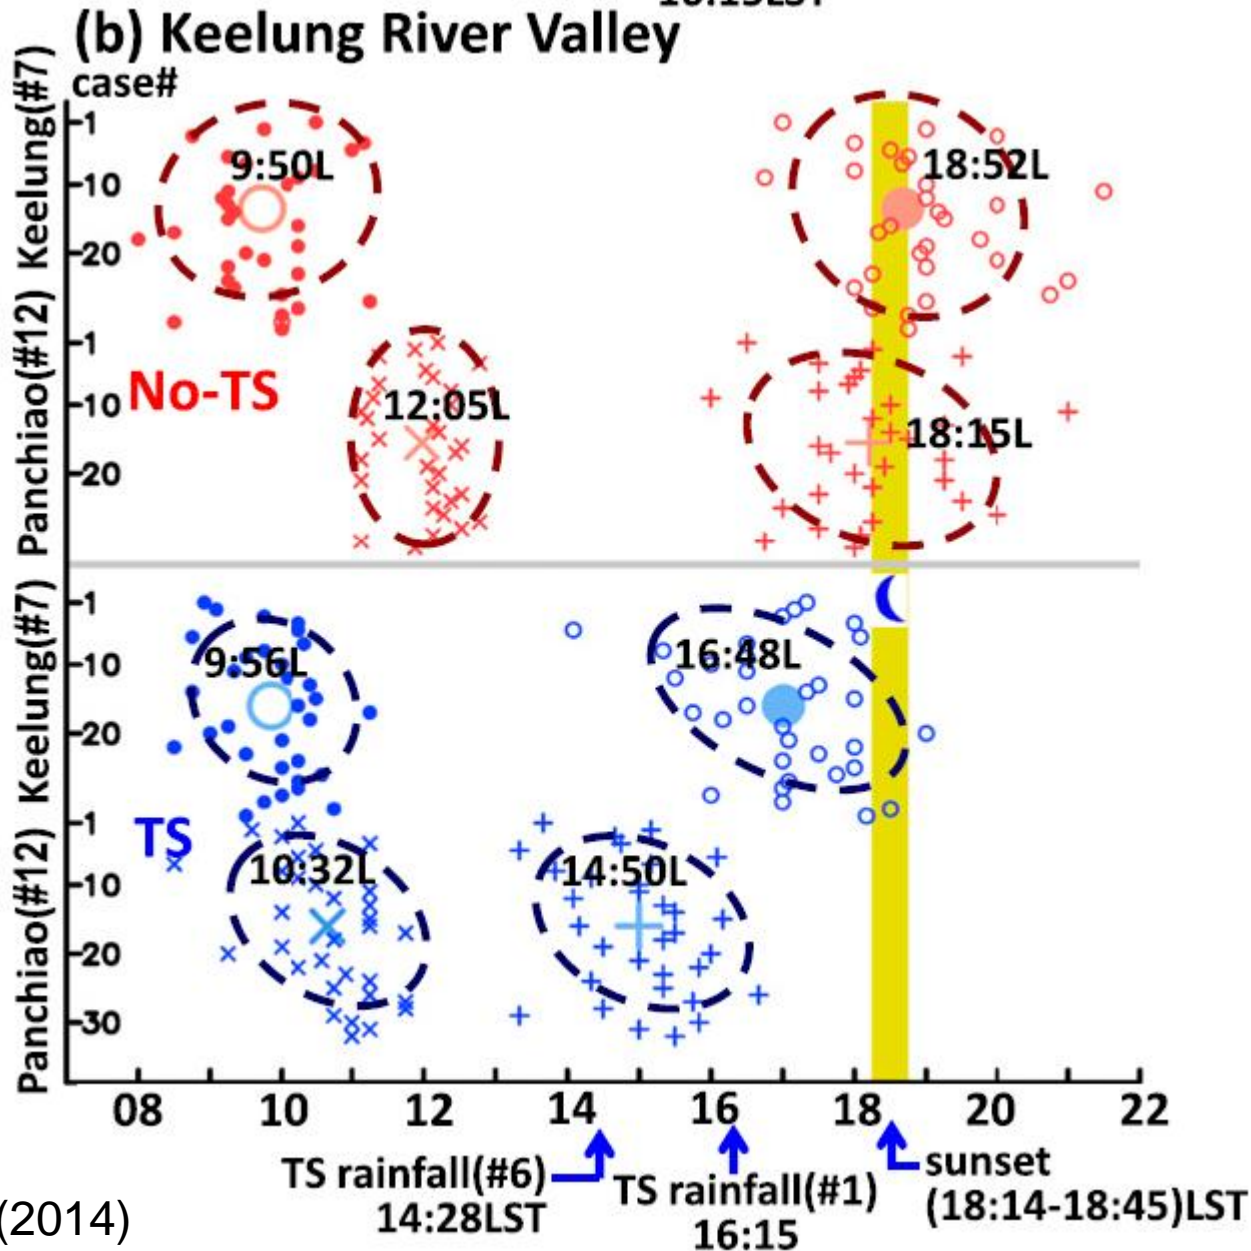 16:15LST
(b) Keelung River Valley
case#
Keelung(#7)
1
10
20
9:50L
18:52L
Panchiao(#12)
1
10
20
No-TS
12:05L
18:15L
Keelung(#7)
1
10
20
9:56L
16:48L
TS
Panchiao(#12)
1
10
20
30
10:32L
14:50L
08 10 12 14 16 18 20 22
TS rainfall(#6)
14:28LST
TS rainfall(#1)
16:15
sunset
(18:14-18:45)LST
(2014)